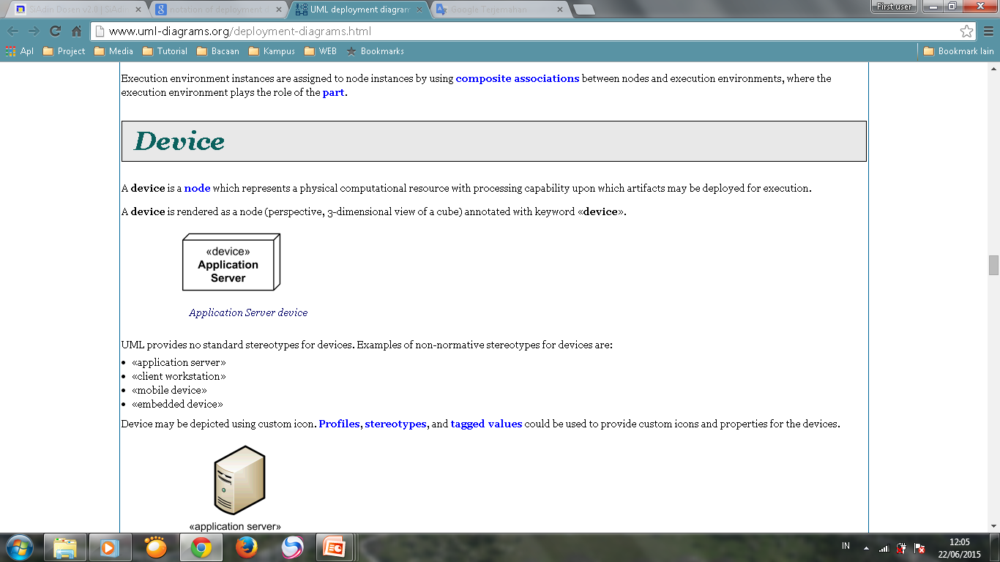 SiAdin Dosen v2.0 | SiAdin
notation of deployment d
UML deployment diagram
Google Terjemahan
First user
www.uml-diagrams.org/deployment-diagrams.html
Apl Project Media Tutorial Bacaan Kampus WEB Bookmarks Bookmark lain
Execution environment instances are assigned to node instances by using composite associations between nodes and execution environments, where the
execution environment plays the role of the part.
Device
A device is a node which represents a physical computational resource with processing capability upon which artifacts may be deployed for execution.
A device is rendered as a node (perspective, 3-dimensional view of a cube) annotated with keyword «device».
«device»
Application
Server
Application Server device
UML provides no standard stereotypes for devices. Examples of non-normative stereotypes for devices are:
• «application server»
• «client workstation»
• «mobile device»
• «embedded device»
Device may be depicted using custom icon. Profiles, stereotypes, and tagged values could be used to provide custom icons and properties for the devices.
«application server»
IN
12:05
22/06/2015